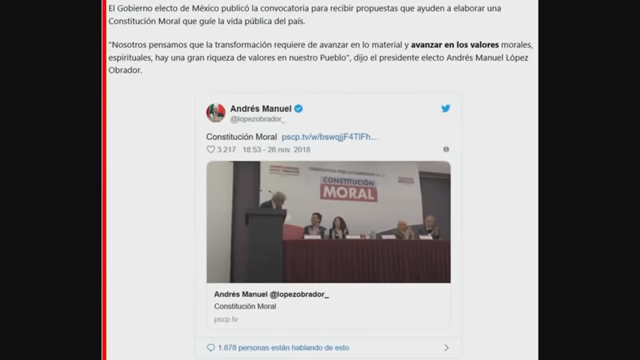 El Gobierno electo de México publicó la convocatoria para recibir propuestas que ayuden a elaborar una
Constitución Moral que guíe la vida pública del país.
"Nosotros pensamos que la transformación requiere de avanzar en lo material y avanzar en los valores morales,
espirituales, hay una gran riqueza de valores en nuestro Pueblo", dijo el presidente electo Andrés Manuel López
Obrador.
Andrés Manuel
@lopezobrador_
Constitución Moral pscp.tv/w/bswqjjF4TlFh...
3.217 18:53 - 26 nov. 2018
CONSTITUCIÓN
MORAL
Andrés Manuel @lopezobrador_
Constitución Moral
pscp.tv
1.878 personas están hablando de esto